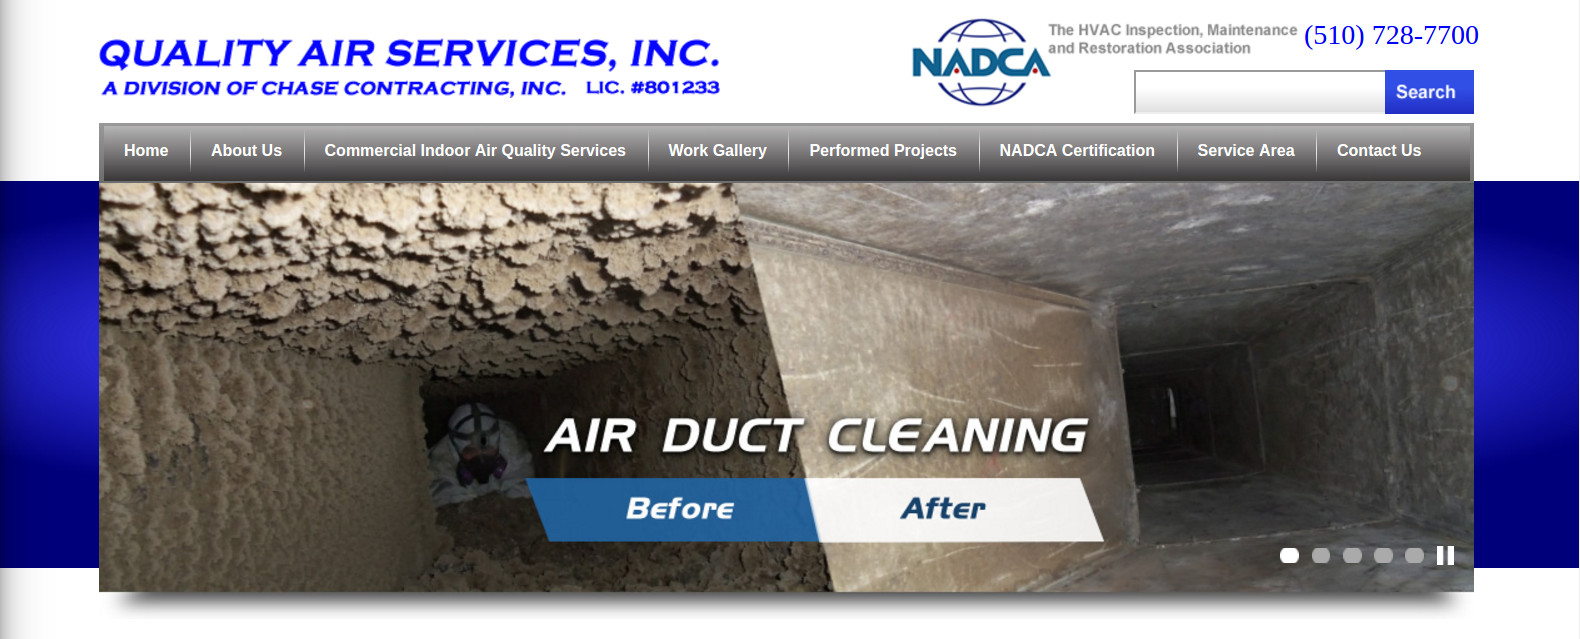 QUALITY AIR SERVICES, INC.
A DIVISION OF CHASE CONTRACTING, INC. LIC. #801233
NADCA
The HVAC Inspection, Maintenance
and Restoration Association
(510) 728-7700
Search
Home About Us Commercial Indoor Air Quality Services Work Gallery Performed Projects NADCA Certification Service Area Contact Us
AIR DUCT CLEANING
Before After